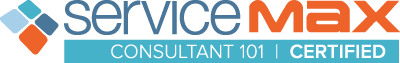 serviceMAX
CONSULTANT 101 | CERTIFIED